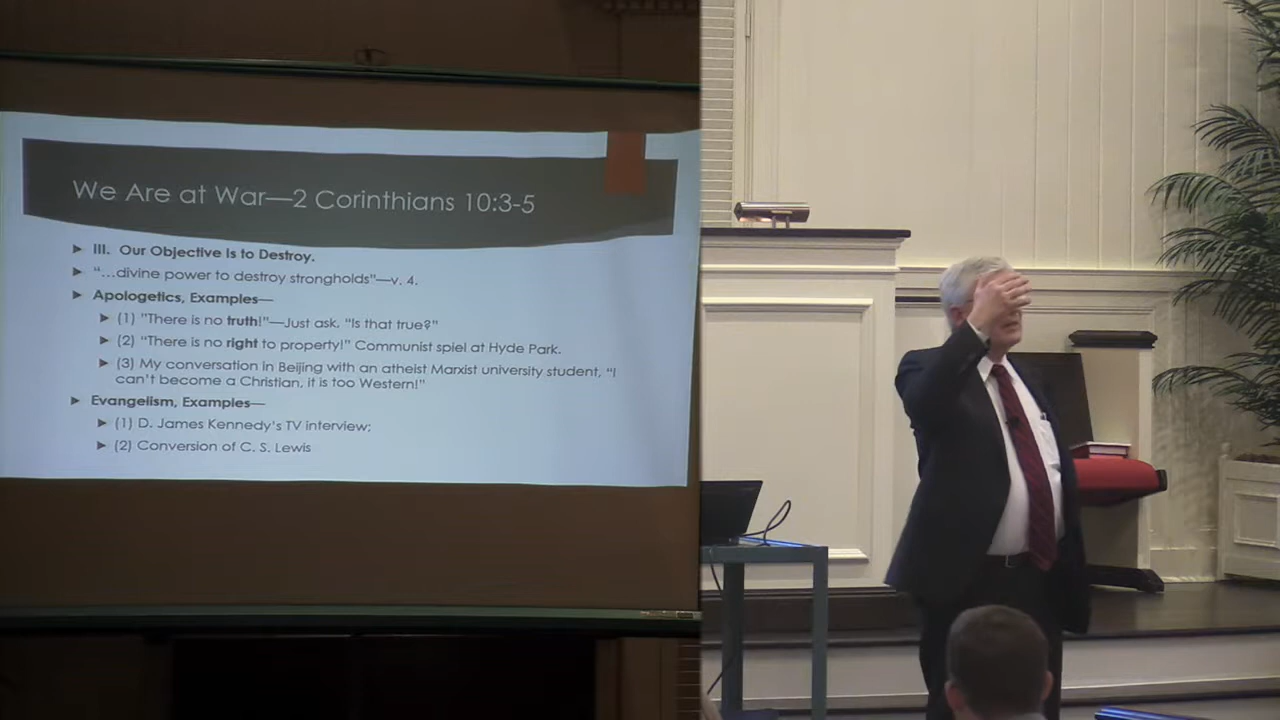 We Are at War—2 Corinthians 10:3-5
III. Our Objective Is to Destroy.
"...divine power to destroy strongholds"—v. 4.
Apologetics, Examples—
(1) "There is no truth!"—Just ask, "Is that true?"
(2) "There is no right to property!" Communist spiel at Hyde Park.
(3) My conversation in Beijing with an atheist Marxist university student, "I
can't become a Christian, it is too Western!"
Evangelism, Examples—
(1) D. James Kennedy's TV interview;
(2) Conversion of C. S. Lewis